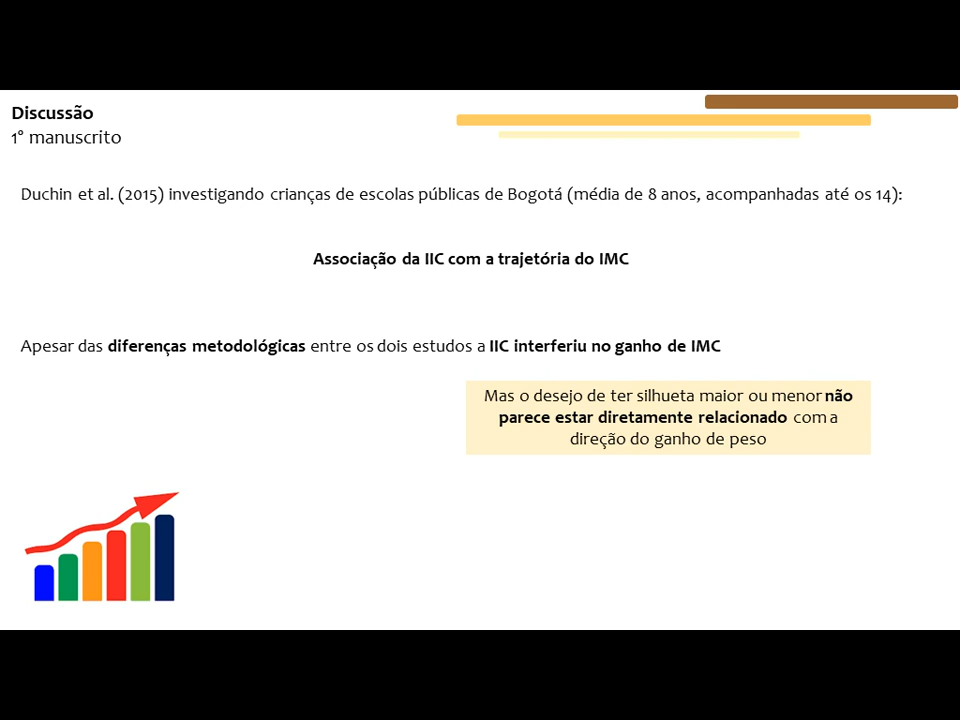 Discussão
1° manuscrito
Duchin et al. (2015) investigando crianças de escolas públicas de Bogotá (média de 8 anos, acompanhadas até os 14):
Associação da IIC com a trajetória do IMC
Apesar das diferenças metodológicas entre os dois estudos a IIC interferiu no ganho de IMC
Mas o desejo de ter silhueta maior ou menor não
parece estar diretamente relacionado com a
direção do ganho de peso